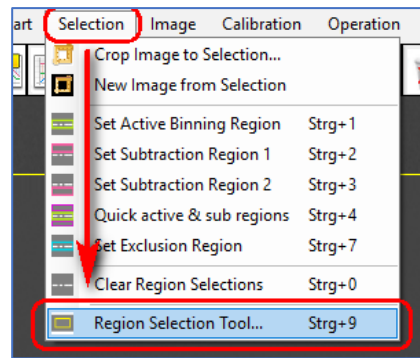 art Selection Image Calibration Operation
Crop Image to Selection...
New Image from Selection
Set Active Binning Region Strg+1
Set Subtraction Region 1 Strg+2
Set Subtraction Region 2 Strg+3
Quick active & sub regions Strg+4
Set Exclusion Region Strg+7
Clear Region Selections Strg+0
Region Selection Tool... Strg+9